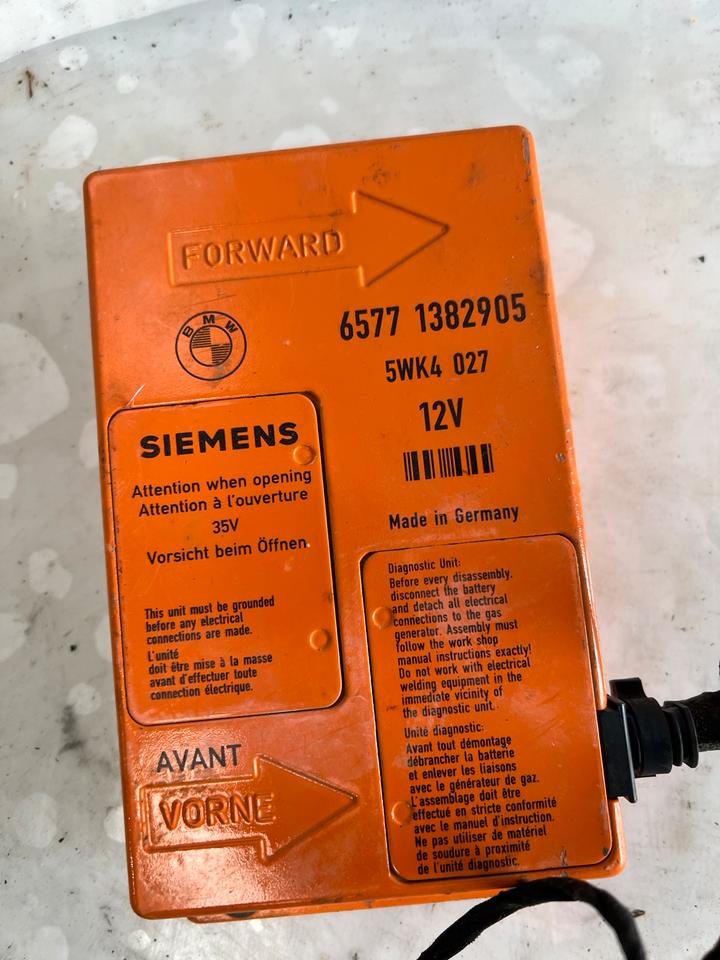 FORWARD
BMW
6577 1382905
5WK4 027
12V
Made in Germany
SIEMENS
Attention when opening
Attention à l'ouverture
35V
Vorsicht beim Öffnen.
This unit must be grounded
before any electrical
connections are made.
L'unité
doit être mise à la masse
avant d'effectuer toute
connection électrique.
Diagnostic Unit:
Before every disassembly.
disconnect the battery
and detach all electrical
connections to the gas
generator. Assembly must
follow the work shop
manual instructions exactly!
Do not work with electrical
welding equipment in the
immediate vicinity of
the diagnostic unit.
Unité diagnostic:
Avant tout démontage
débrancher la batterie
et enlever les liaisons
avec le générateur de gaz.
L'assemblage doit être
effectué en stricte conformité
avec le manuel d'instruction.
Ne pas utiliser de matériel
de soudure à proximité
de l'unité diagnostic.
AVANT
VORNE